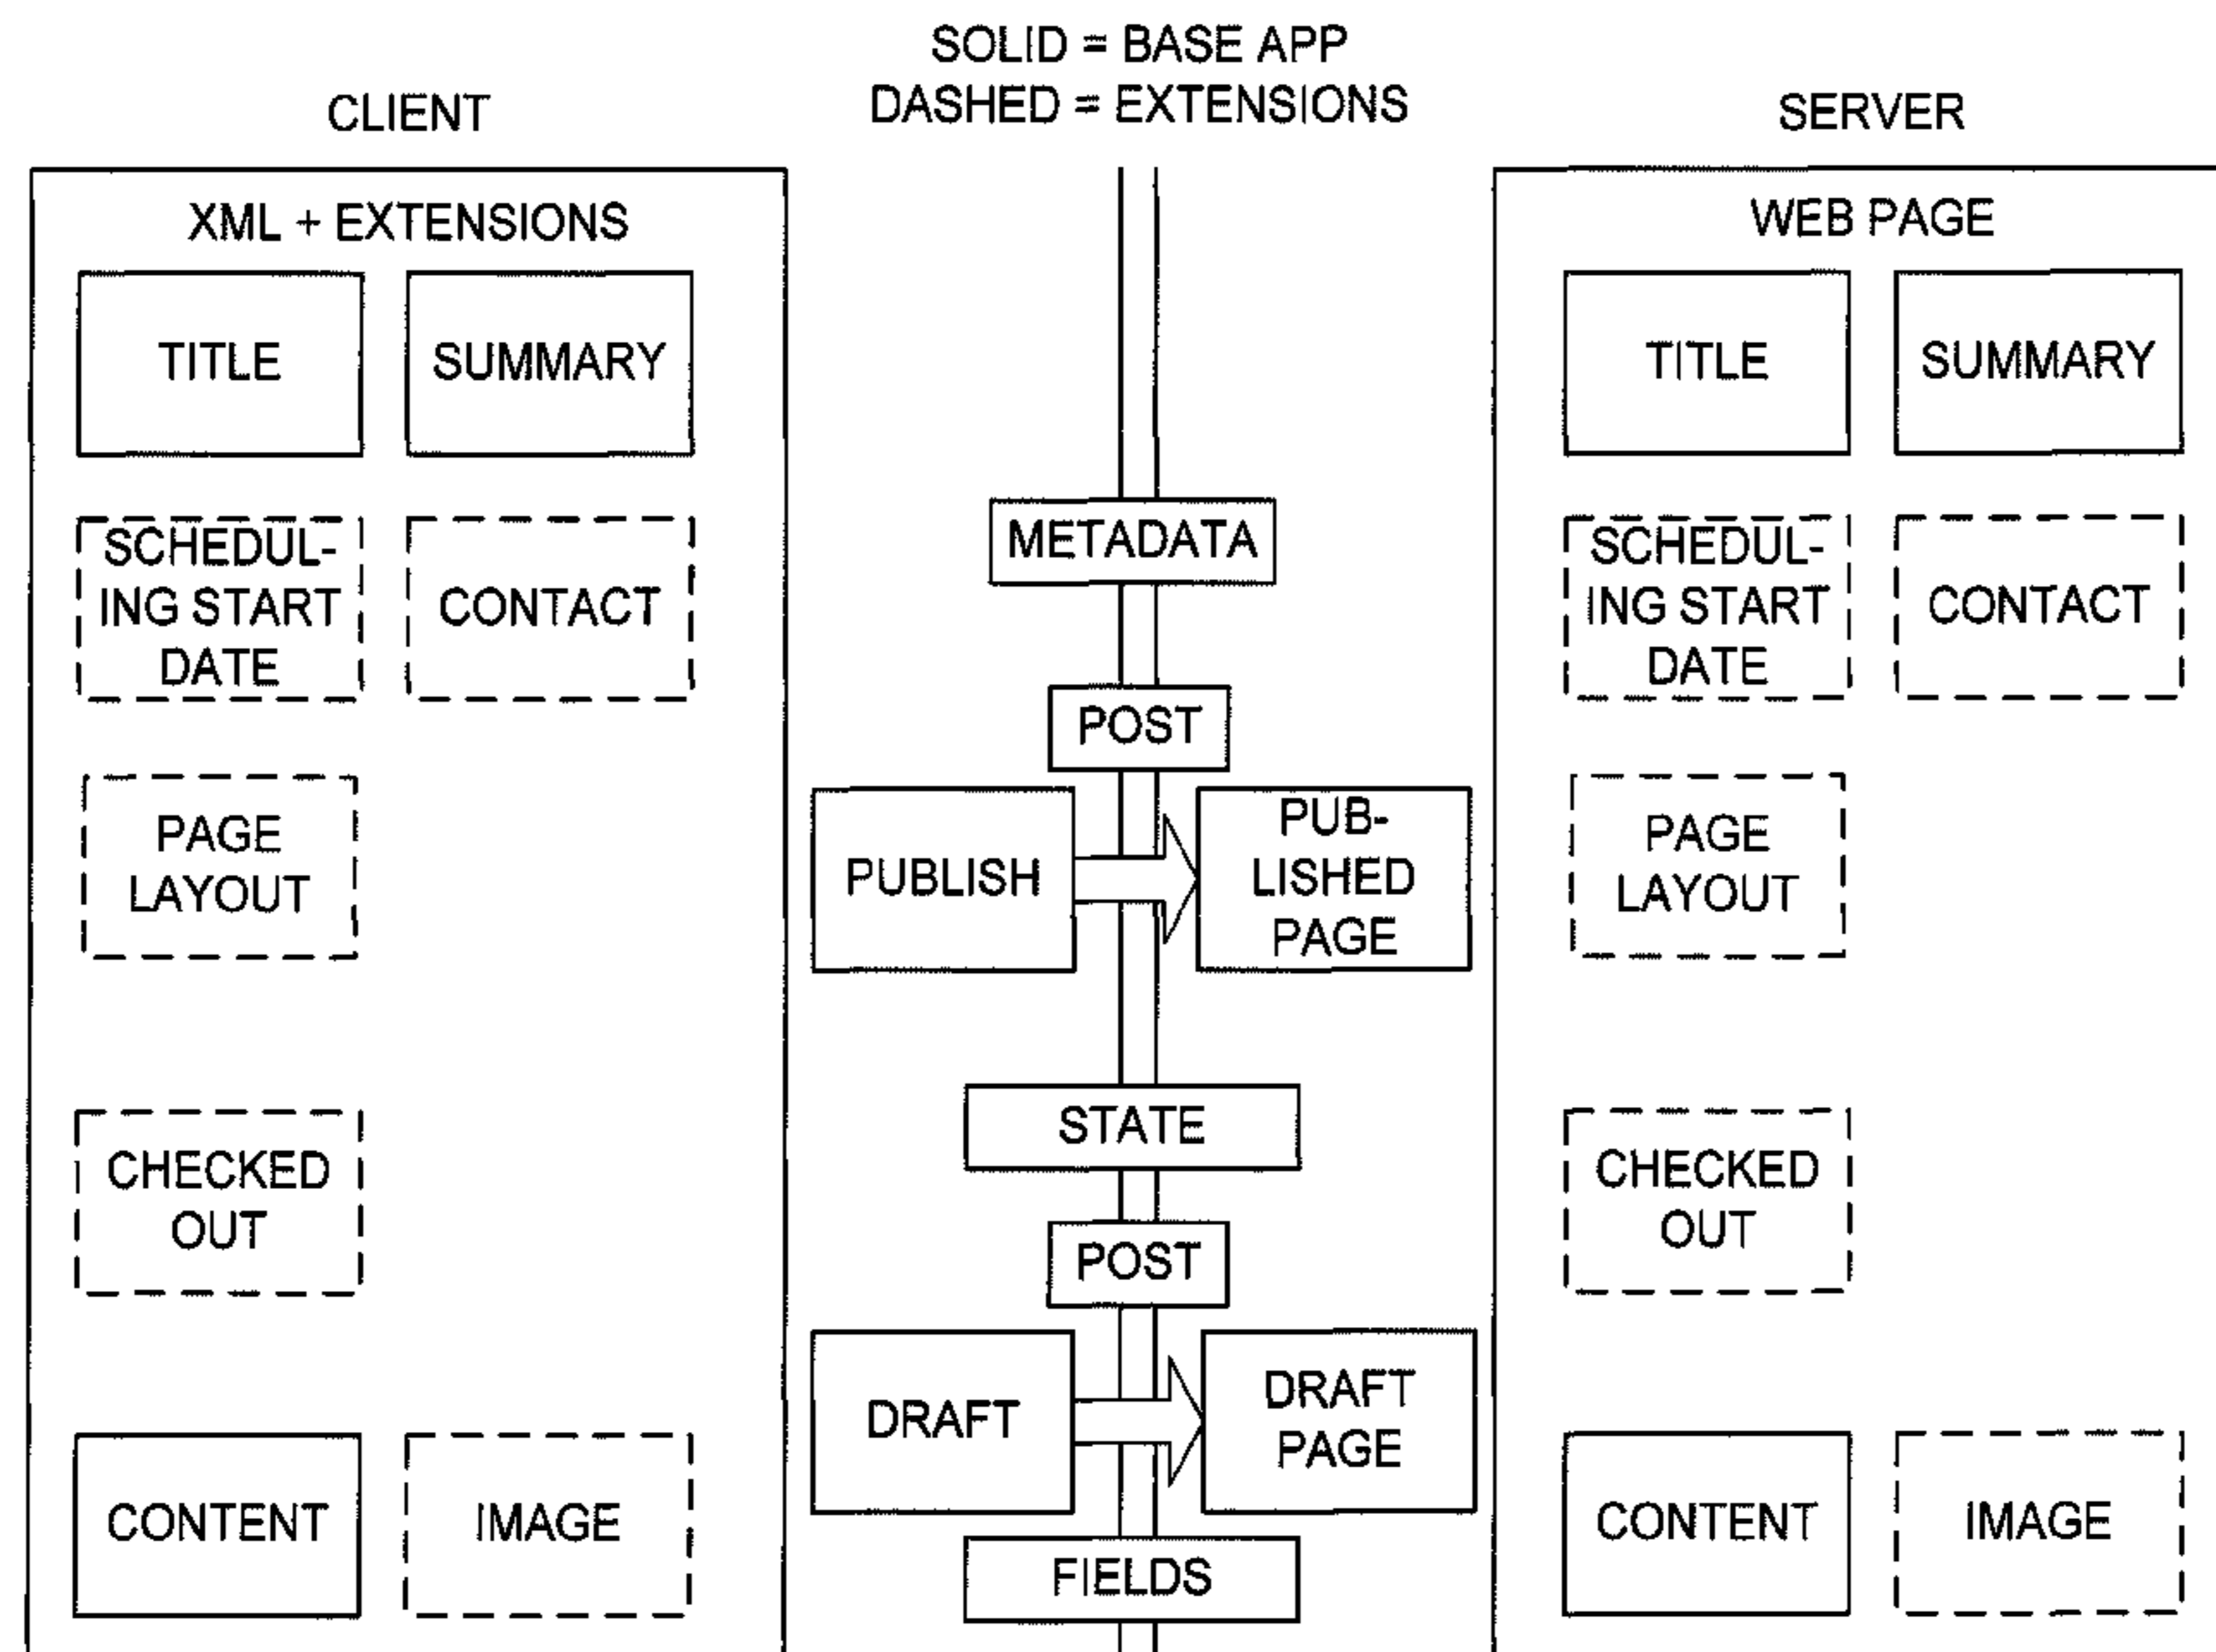 SOLID = BASE APP
DASHED = EXTENSIONS
CLIENT
SERVER
XML + EXTENSIONS
TITLE
SUMMARY
SCHEDUL-
ING START
DATE
CONTACT
PAGE
LAYOUT
CHECKED
OUT
CONTENT
IMAGE
METADATA
POST
PUBLISH
PUB-
LISHED
PAGE
STATE
POST
DRAFT
DRAFT
PAGE
FIELDS
WEB PAGE
TITLE
SUMMARY
SCHEDUL-
ING START
DATE
CONTACT
PAGE
LAYOUT
CHECKED
OUT
CONTENT
IMAGE